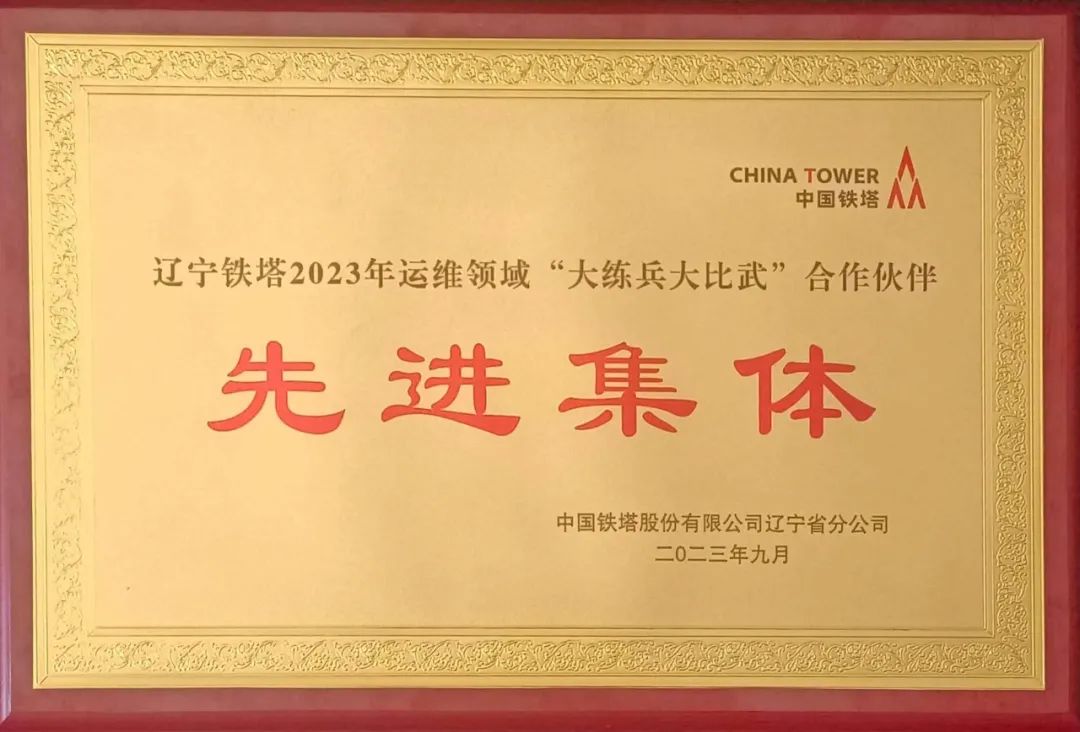 CHINA TOWER
中国铁塔
辽宁铁塔2023年运维领域“大练兵大比武”合作伙伴
先进集体
中国铁塔股份有限公司辽宁省分公司
二〇二三年九月